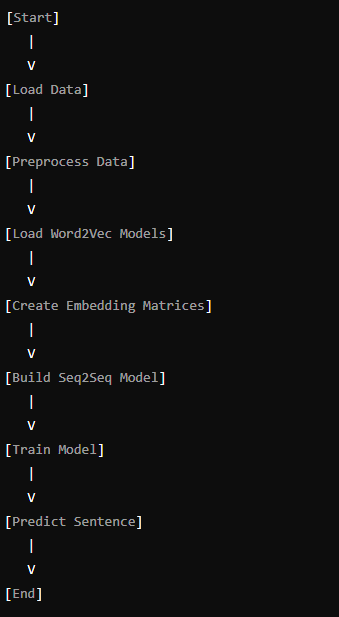 [Start]
|
v
[Load Data]
|
v
[Preprocess Data]
|
v
[Load Word2Vec Models]
|
v
[Create Embedding Matrices]
|
v
[Build Seq2Seq Model]
|
v
[Train Model]
|
v
[Predict Sentence]
|
v
[End]